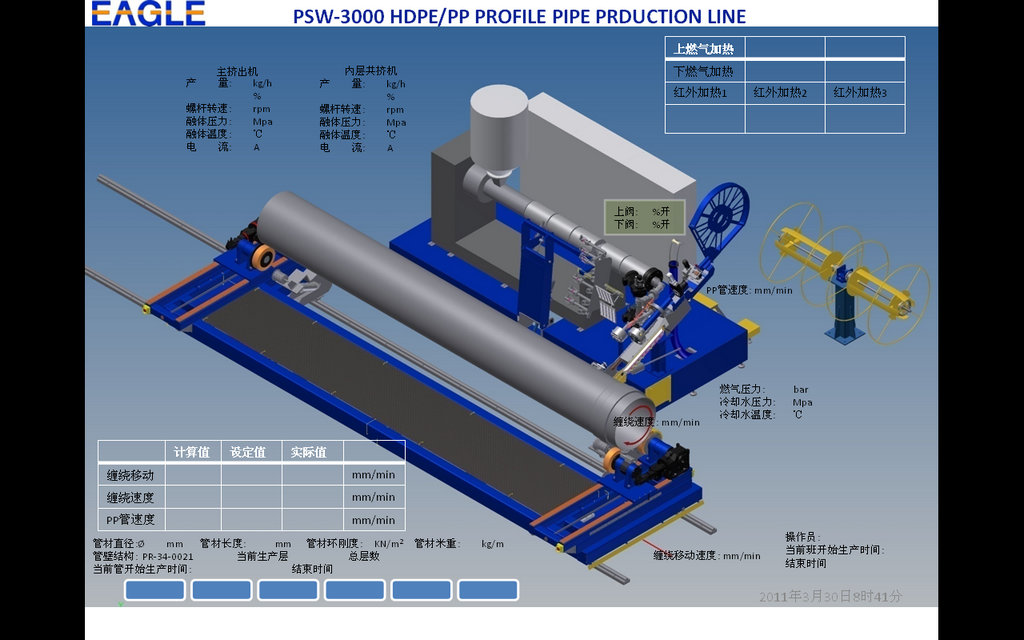 EAGLE
PSW-3000 HDPE/PP PROFILE PIPE PRDUCTION LINE
上燃气加热
下燃气加热
红外加热1 红外加热2 红外加热3
主挤出机
产 量: kg/h
%
螺杆转速: rpm
融体压力: Mpa
融体温度: ℃
电 流: A
内层共挤机
产 量: kg/h
%
螺杆转速: rpm
融体压力: Mpa
融体温度: ℃
电 流: A
上阀: %开
下阀: %开
PP管速度: mm/min
燃气压力: bar
冷却水压力: Mpa
冷却水温度: ℃
缠绕速度: mm/min
计算值 设定值 实际值
缠绕移动 mm/min
缠绕速度 mm/min
PP管速度 mm/min
管材直径:Ø mm 管材长度: mm 管材环刚度: KN/m² 管材米重: kg/m
管壁结构: PR-34-0021 当前生产层 总层数
当前管开始生产时间: 结束时间
缠绕移动速度: mm/min
操作员:
当前班开始生产时间:
结束时间
2011年3月30日8时41分